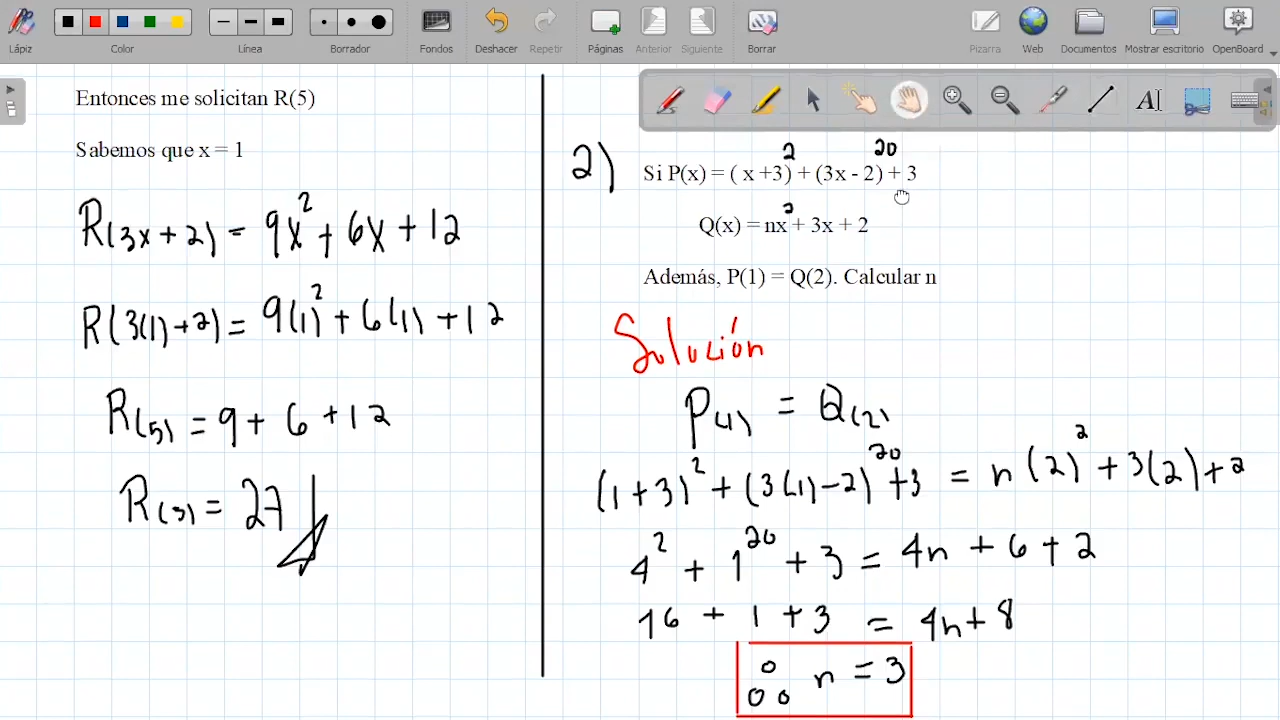 Lápiz Color Línea Borrador Fondos Deshacer Repetir Páginas Anterior Siguiente Borrar Pizarra Web Documentos Mostrar escritorio OpenBoard
Entonces me solicitan R(5)
Sabemos que x = 1
R(3x+2) = 9x² + 6x + 12
R(3(1)+2) = 9(1)² + 6(1) + 12
R(5) = 9 + 6 + 12
R(3) = 27
2)
Si P(x) = ( x +3)² + (3x - 2)²⁰ + 3
Q(x) = nx² + 3x + 2
Además, P(1) = Q(2). Calcular n
Solución
P(1) = Q(2)
(1+3)² + (3(1)-2)²⁰ + 3 = n(2)² + 3(2) + 2
4² + 1²⁰ + 3 = 4n + 6 + 2
16 + 1 + 3 = 4n + 8
∴ n = 3